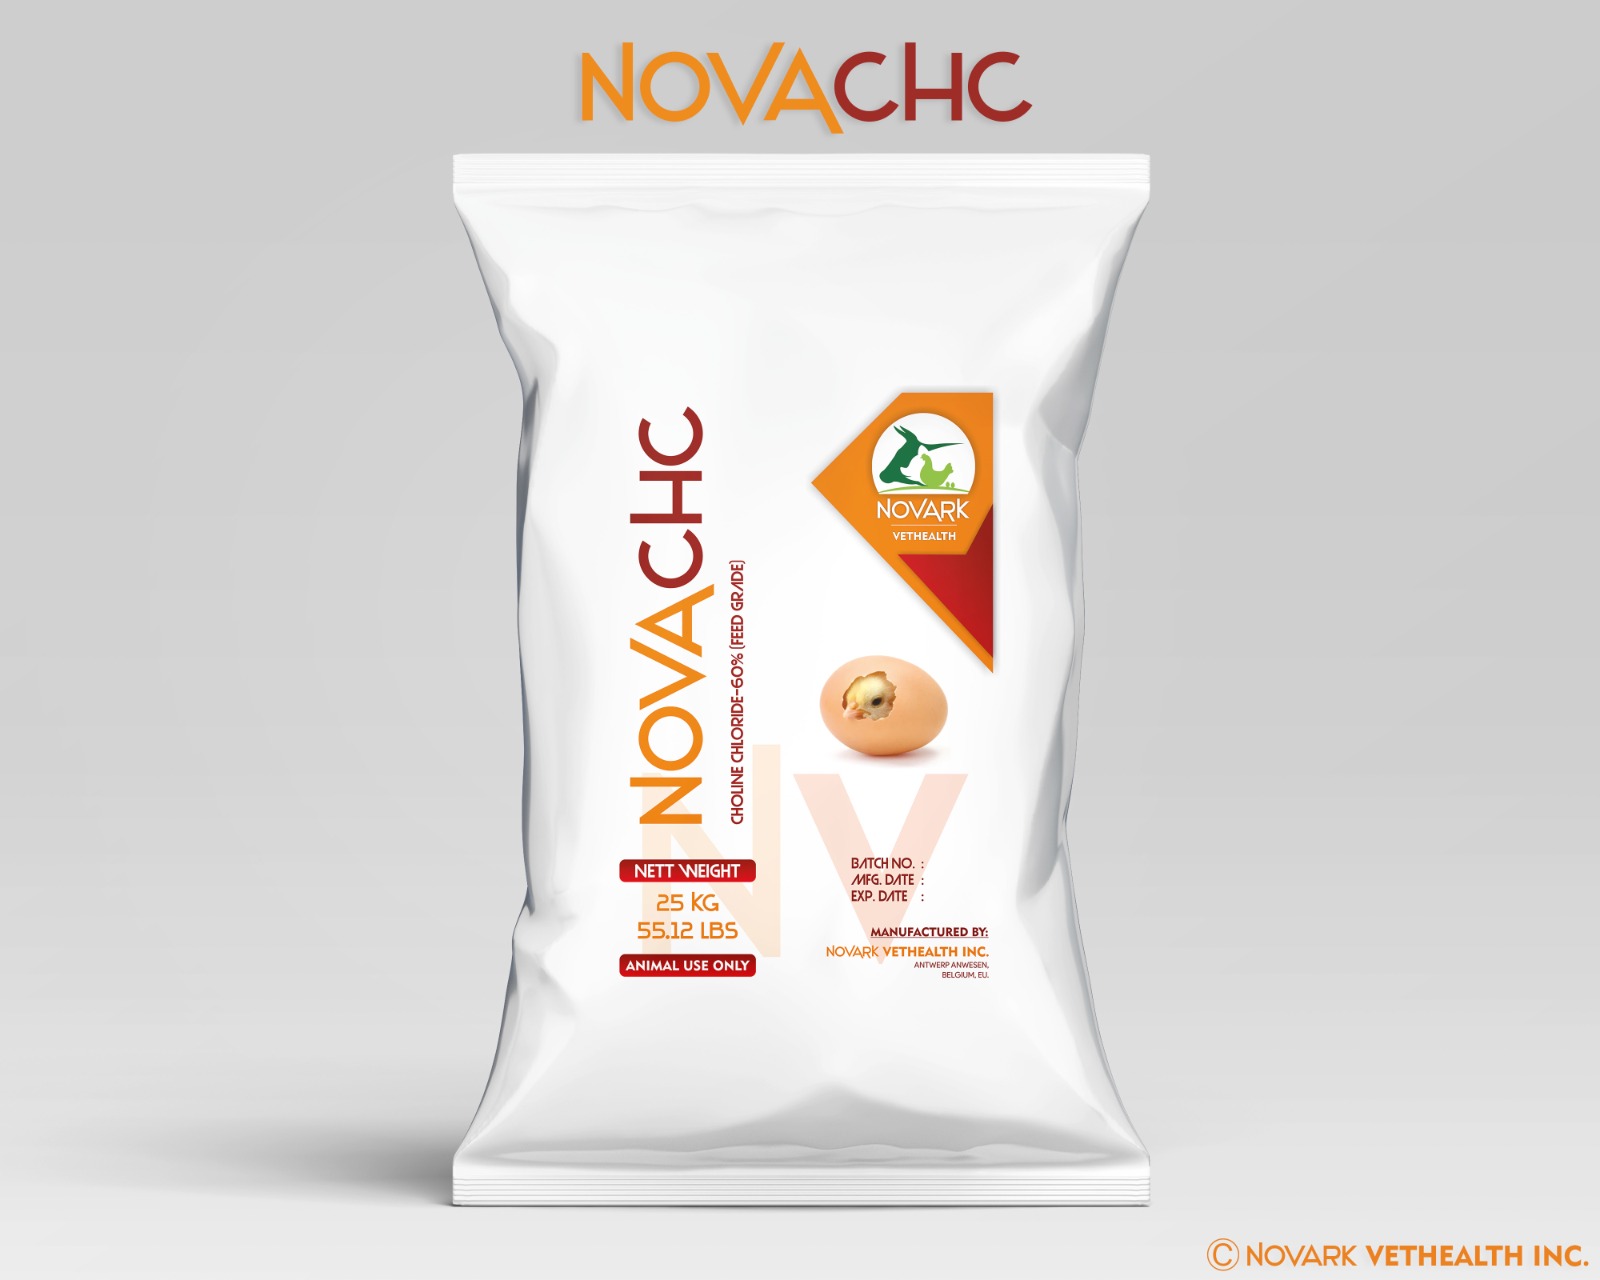 NOVACHC
NOVACHC
CHOLINE CHLORIDE-60% (FEED GRADE)
NOVARK
VETHEALTH
NV
NETT WEIGHT
25 KG
55.12 LBS
ANIMAL USE ONLY
BATCH NO. :
MFG. DATE :
EXP. DATE :
MANUFACTURED BY:
NOVARK VETHEALTH INC.
ANTWERP ANWESEN,
BELGIUM, EU.
© NOVARK VETHEALTH INC.